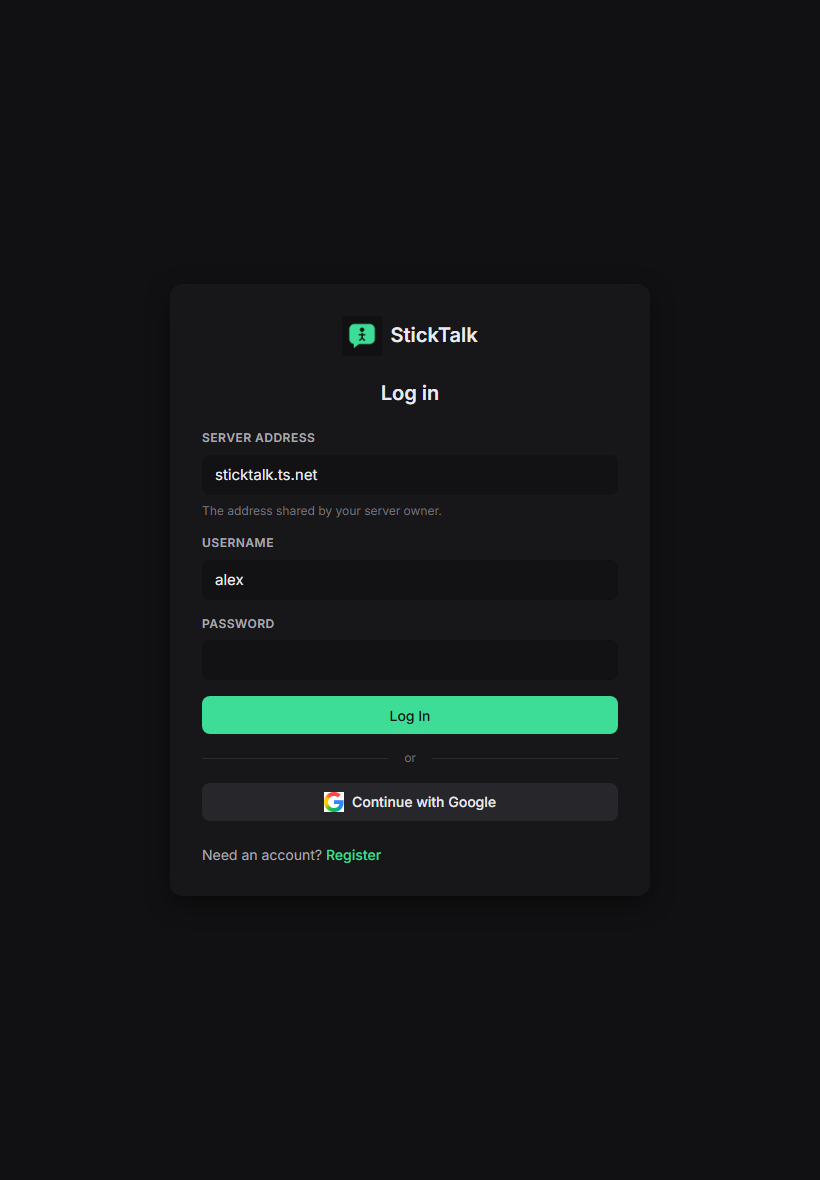 StickTalk
Log in
SERVER ADDRESS
sticktalk.ts.net
The address shared by your server owner.
USERNAME
alex
PASSWORD
Log In
or
Continue with Google
Need an account? Register